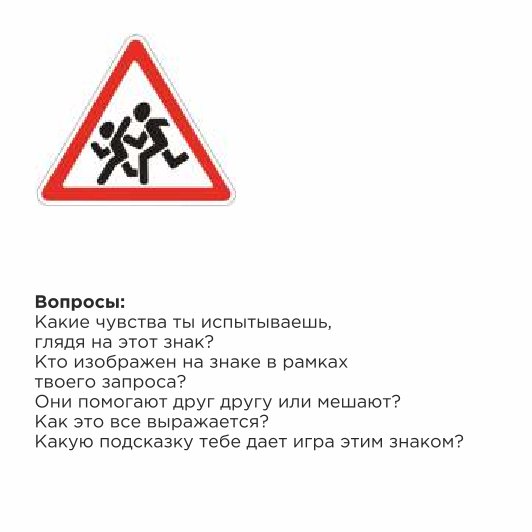 Вопросы:
Какие чувства ты испытываешь,
глядя на этот знак?
Кто изображен на знаке в рамках
твоего запроса?
Они помогают друг другу или мешают?
Как это все выражается?
Какую подсказку тебе дает игра этим знаком?